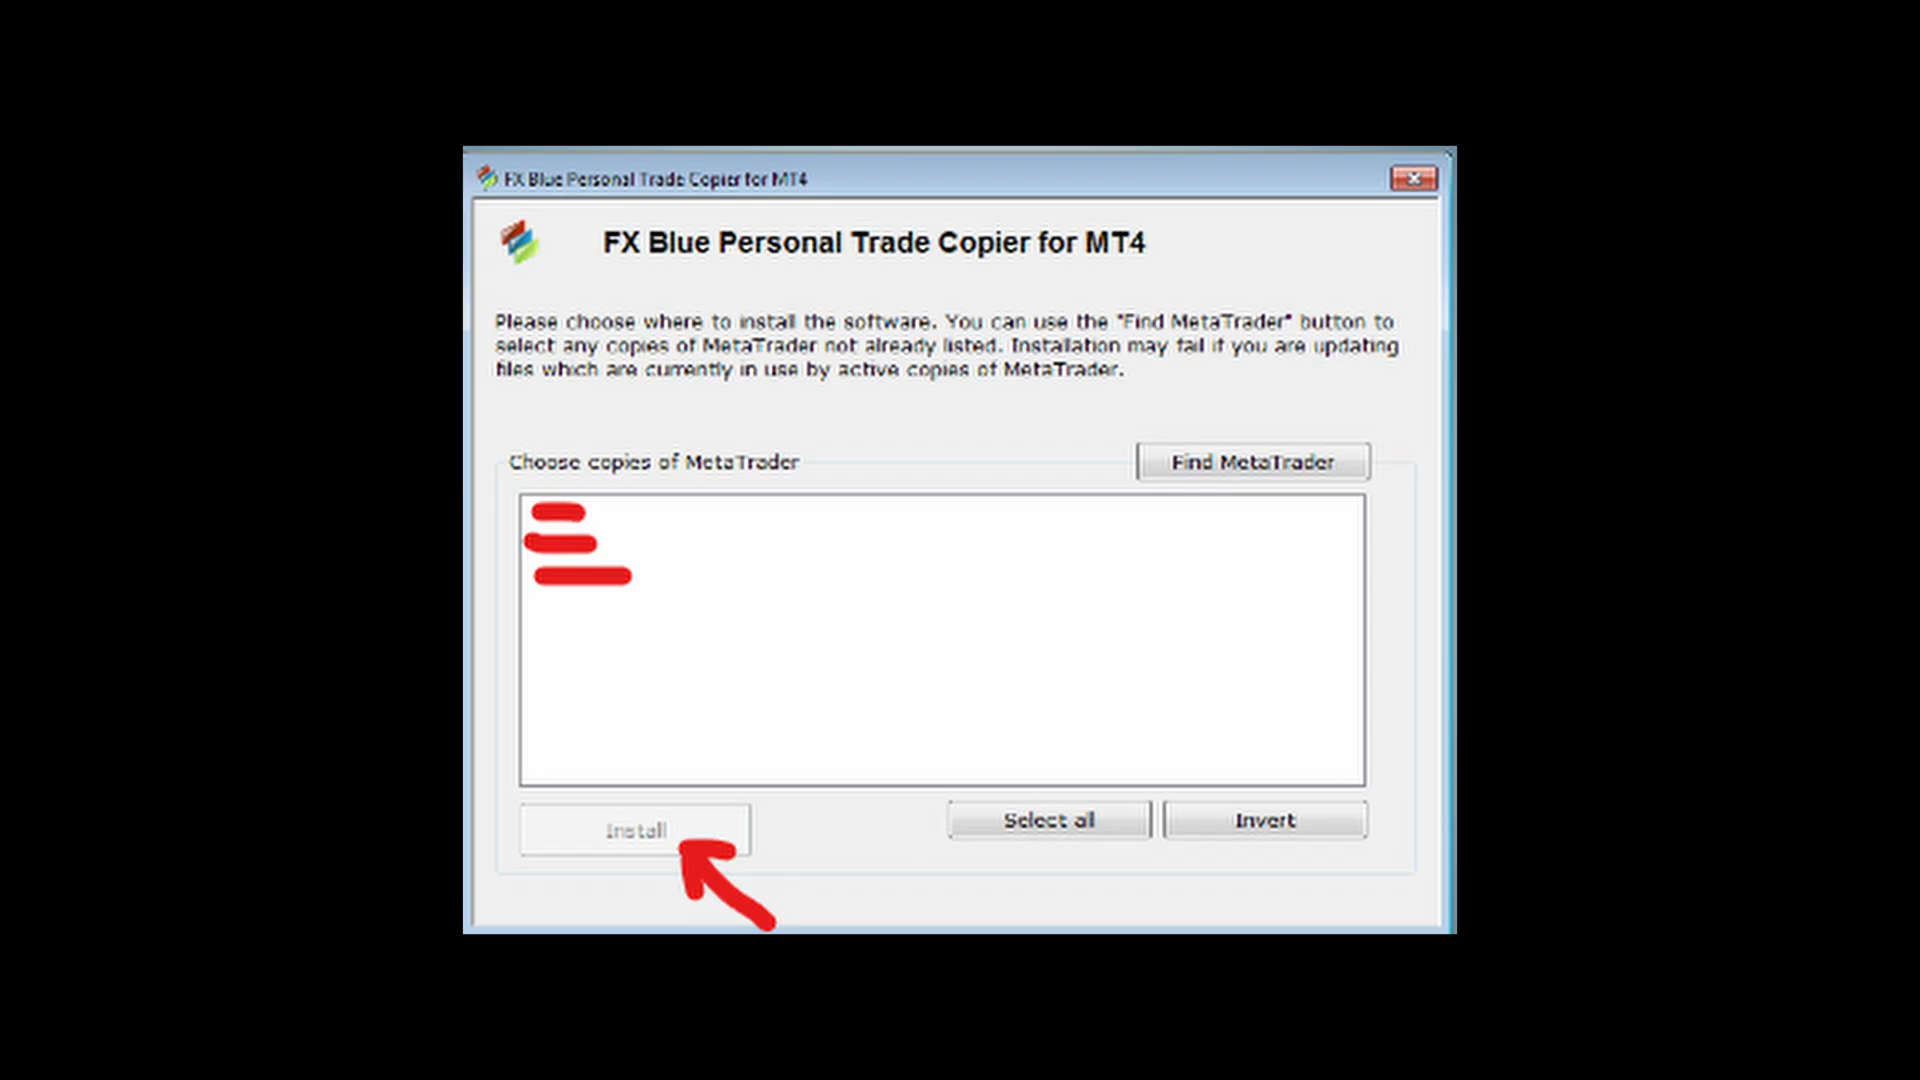 FX Blue Personal Trade Copier for MT4
FX Blue Personal Trade Copier for MT4
Please choose where to install the software. You can use the "Find MetaTrader" button to
select any copies of MetaTrader not already listed. Installation may fail if you are updating
files which are currently in use by active copies of MetaTrader.
Choose copies of MetaTrader
Find MetaTrader
Install
Select all
Invert